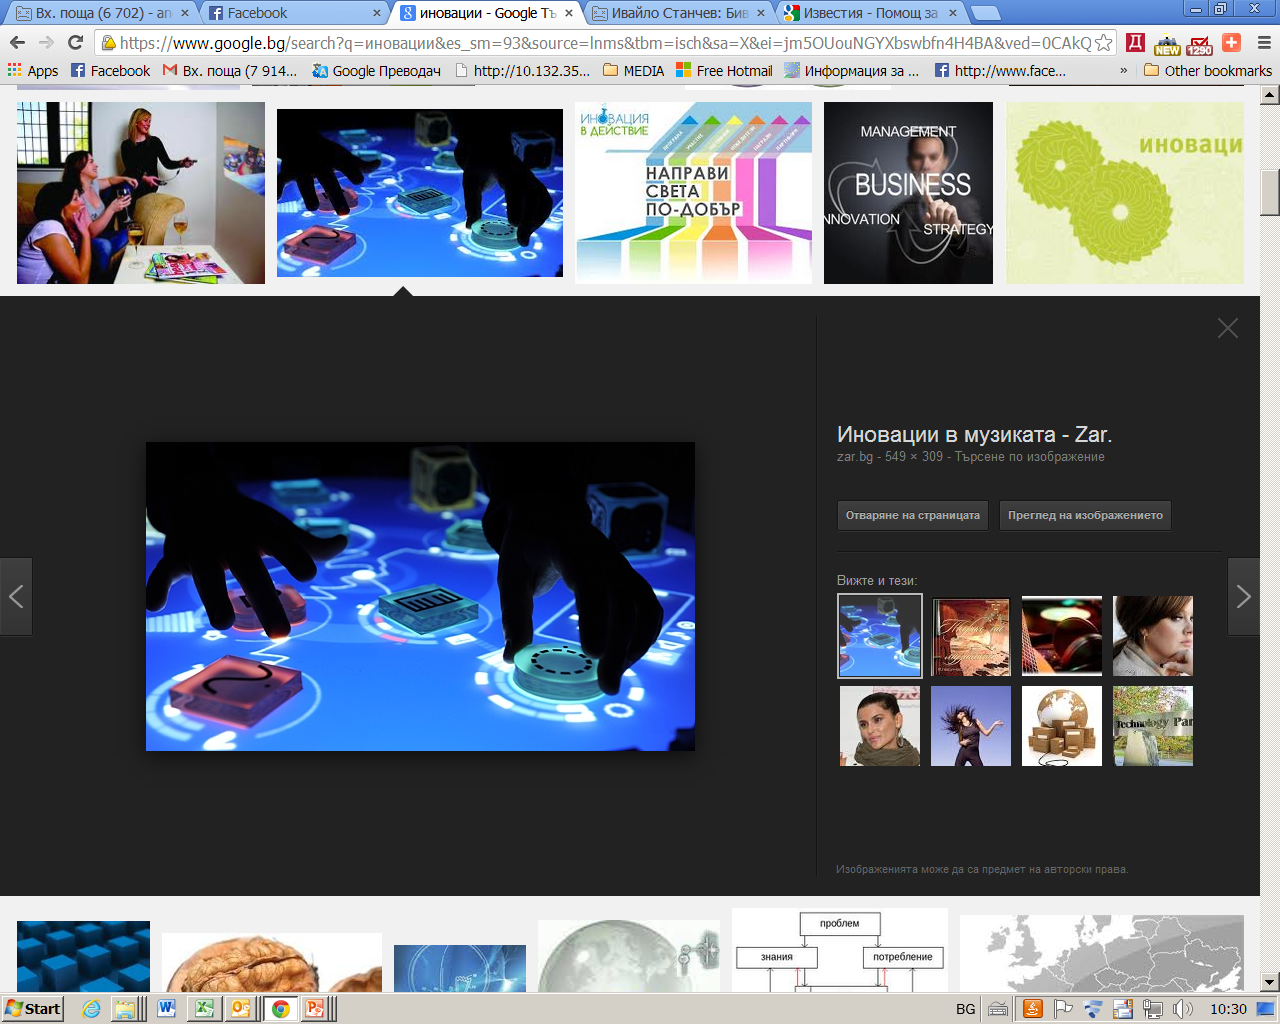 Вх. поща (6 702) - an
Facebook
иновации - Google Тъ
Ивайло Станчев: Бив
Известия - Помощ за
https://www.google.bg/search?q=иновации&es_sm=93&source=lnms&tbm=isch&sa=X&ei=jm5OUouNGYXbswbfn4H4BA&ved=0CAkQ
Д
NEW
1290
Apps
Facebook
Вх. поща (7 914...
Google Преводач
http://10.132.35...
MEDIA
Free Hotmail
Информация за ...
http://www.face...
»
Other bookmarks
ИНОВАЦИЯ
В ДЕЙСТВИЕ
НАПРАВИ
СВЕТА
ПО-ДОБЪР
MANAGEMENT
BUSINESS
INNOVATION
STRATEGY
иноваци
Иновации в музиката - Zar.
zar.bg - 549 × 309 - Търсене по изображение
Отваряне на страницата
Преглед на изображението
Вижте и тези:
Technology Par
Изображенията може да са предмет на авторски права.
проблем
знания
потребление
Start
BG
10:30